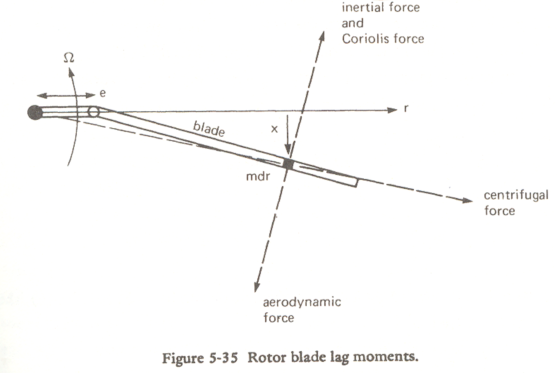 inertial force
and
Coriolis force
Ω
e
r
blade
x
mdr
centrifugal
force
aerodynamic
force
Figure 5-35 Rotor blade lag moments.